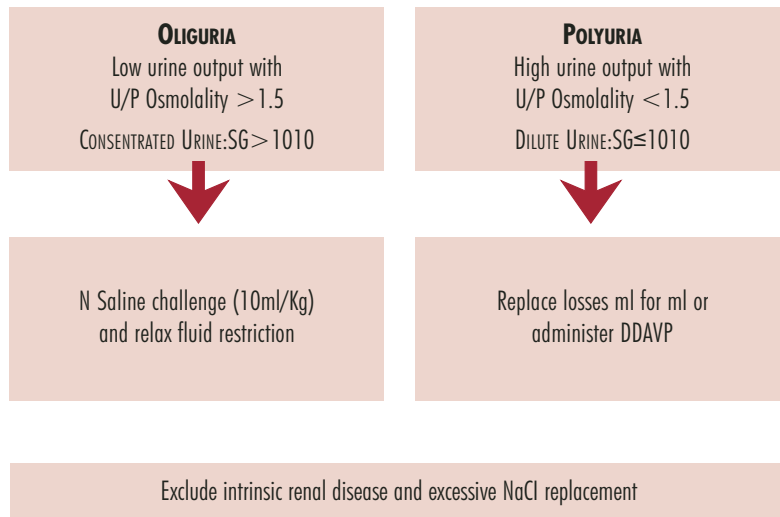 OLIGURIA
Low urine output with
U/P Osmolality >1.5
CONSENTRATED URINE:SG>1010
POLYURIA
High urine output with
U/P Osmolality <1.5
DILUTE URINE:SG≤1010
N Saline challenge (10ml/Kg)
and relax fluid restriction
Replace losses ml for ml or
administer DDAVP
Exclude intrinsic renal disease and excessive NaCl replacement